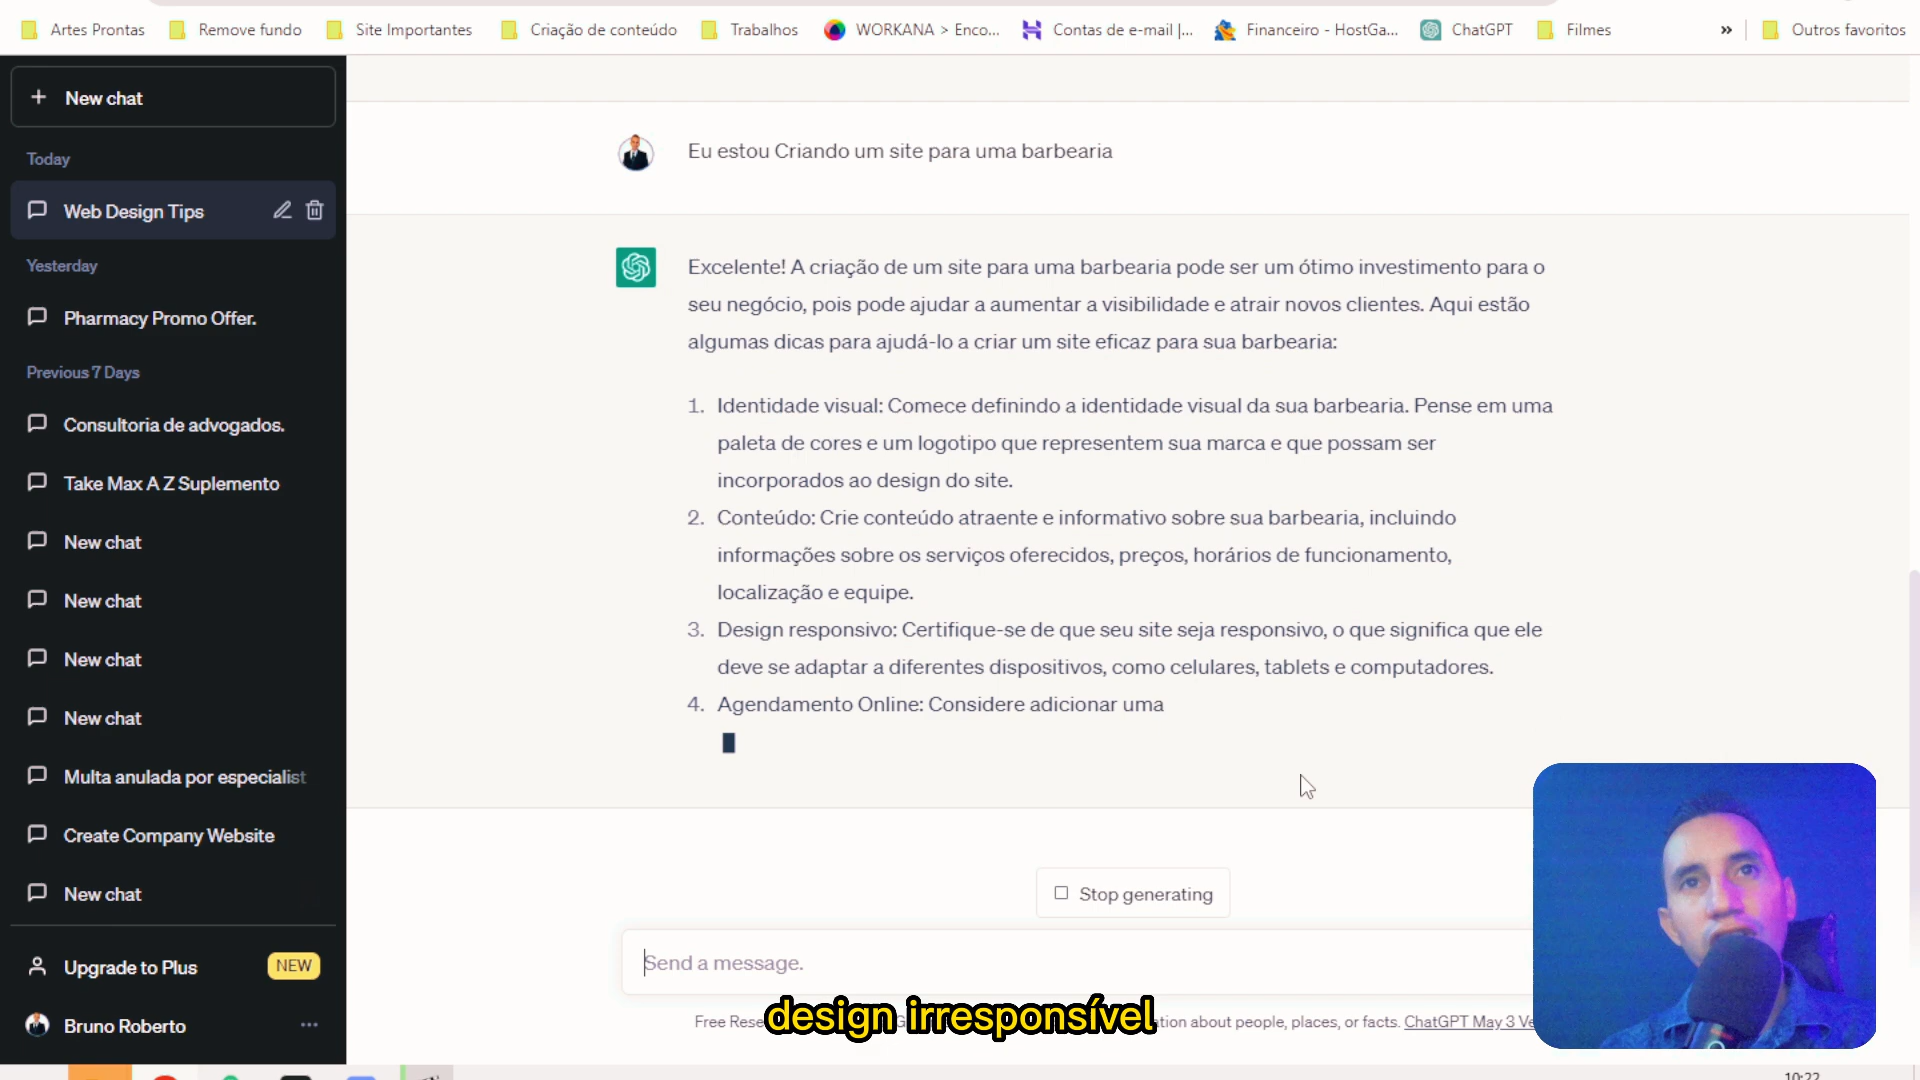 Artes Prontas
Remove fundo
Site Importantes
Criação de conteúdo
Trabalhos
WORKANA > Enco...
Contas de e-mail |...
Financeiro - HostGa...
ChatGPT
Filmes
»
Outros favoritos
+ New chat
Today
Web Design Tips
Yesterday
Pharmacy Promo Offer.
Previous 7 Days
Consultoria de advogados.
Take Max A Z Suplemento
New chat
New chat
New chat
New chat
Multa anulada por especialist
Create Company Website
New chat
Upgrade to Plus NEW
Bruno Roberto ...
Eu estou Criando um site para uma barbearia
Excelente! A criação de um site para uma barbearia pode ser um ótimo investimento para o
seu negócio, pois pode ajudar a aumentar a visibilidade e atrair novos clientes. Aqui estão
algumas dicas para ajudá-lo a criar um site eficaz para sua barbearia:
1. Identidade visual: Comece definindo a identidade visual da sua barbearia. Pense em uma
paleta de cores e um logotipo que representem sua marca e que possam ser
incorporados ao design do site.
2. Conteúdo: Crie conteúdo atraente e informativo sobre sua barbearia, incluindo
informações sobre os serviços oferecidos, preços, horários de funcionamento,
localização e equipe.
3. Design responsivo: Certifique-se de que seu site seja responsivo, o que significa que ele
deve se adaptar a diferentes dispositivos, como celulares, tablets e computadores.
4. Agendamento Online: Considere adicionar uma
Stop generating
Send a message.
design irresponsível
Free about people, places, or facts. ChatGPT May 3
10:22